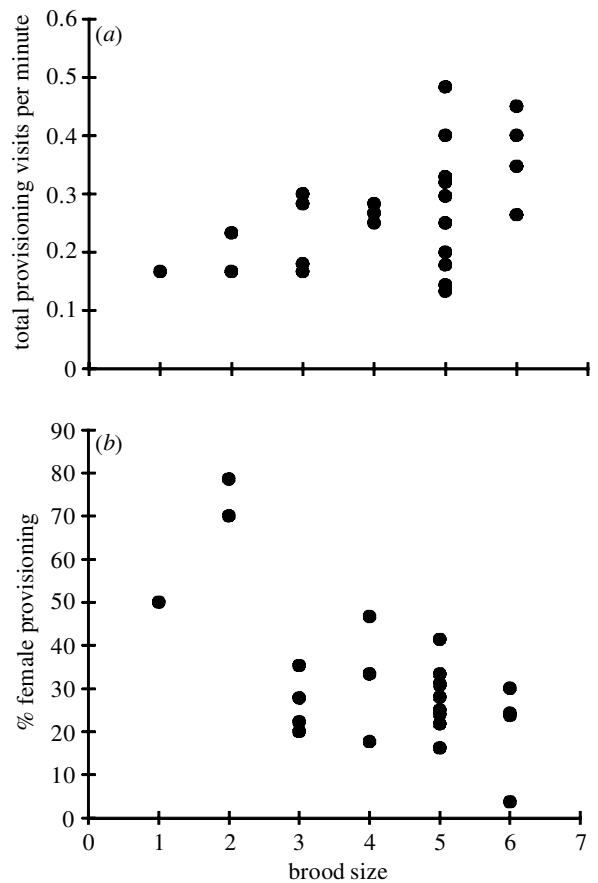 (a)
total provisioning visits per minute
0.6
0.5
0.4
0.3
0.2
0.1
0
(b)
% female provisioning
90
80
70
60
50
40
30
20
10
0
0 1 2 3 4 5 6 7
brood size